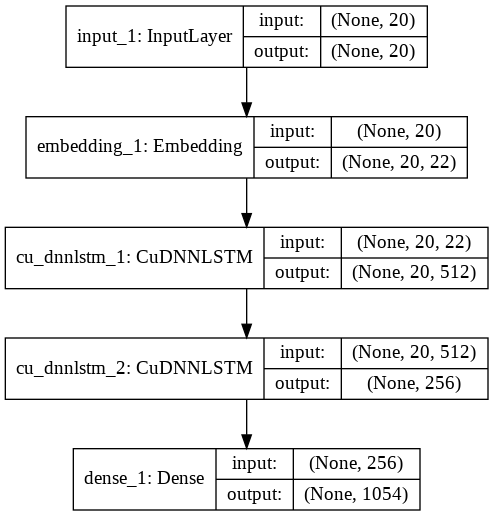 input_1: InputLayer
input: (None, 20)
output: (None, 20)
embedding_1: Embedding
input: (None, 20)
output: (None, 20, 22)
cu_dnnlstm_1: CuDNNLSTM
input: (None, 20, 22)
output: (None, 20, 512)
cu_dnnlstm_2: CuDNNLSTM
input: (None, 20, 512)
output: (None, 256)
dense_1: Dense
input: (None, 256)
output: (None, 1054)